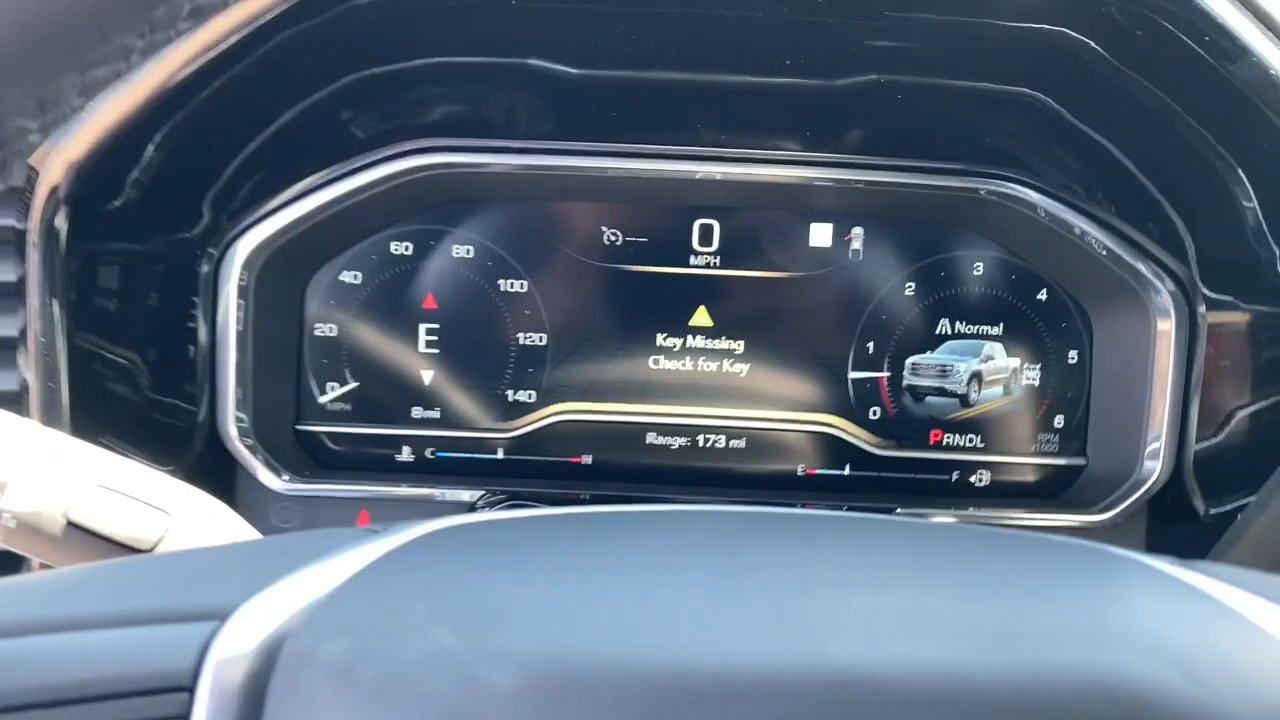 0
MPH
Key Missing
Check for Key
0
20
40
60
80
100
120
140
MPH
E
8mi
Range: 173 mi
C
H
E
F
0
1
2
3
4
5
6
Normal
PRNDL
RPM
x1000